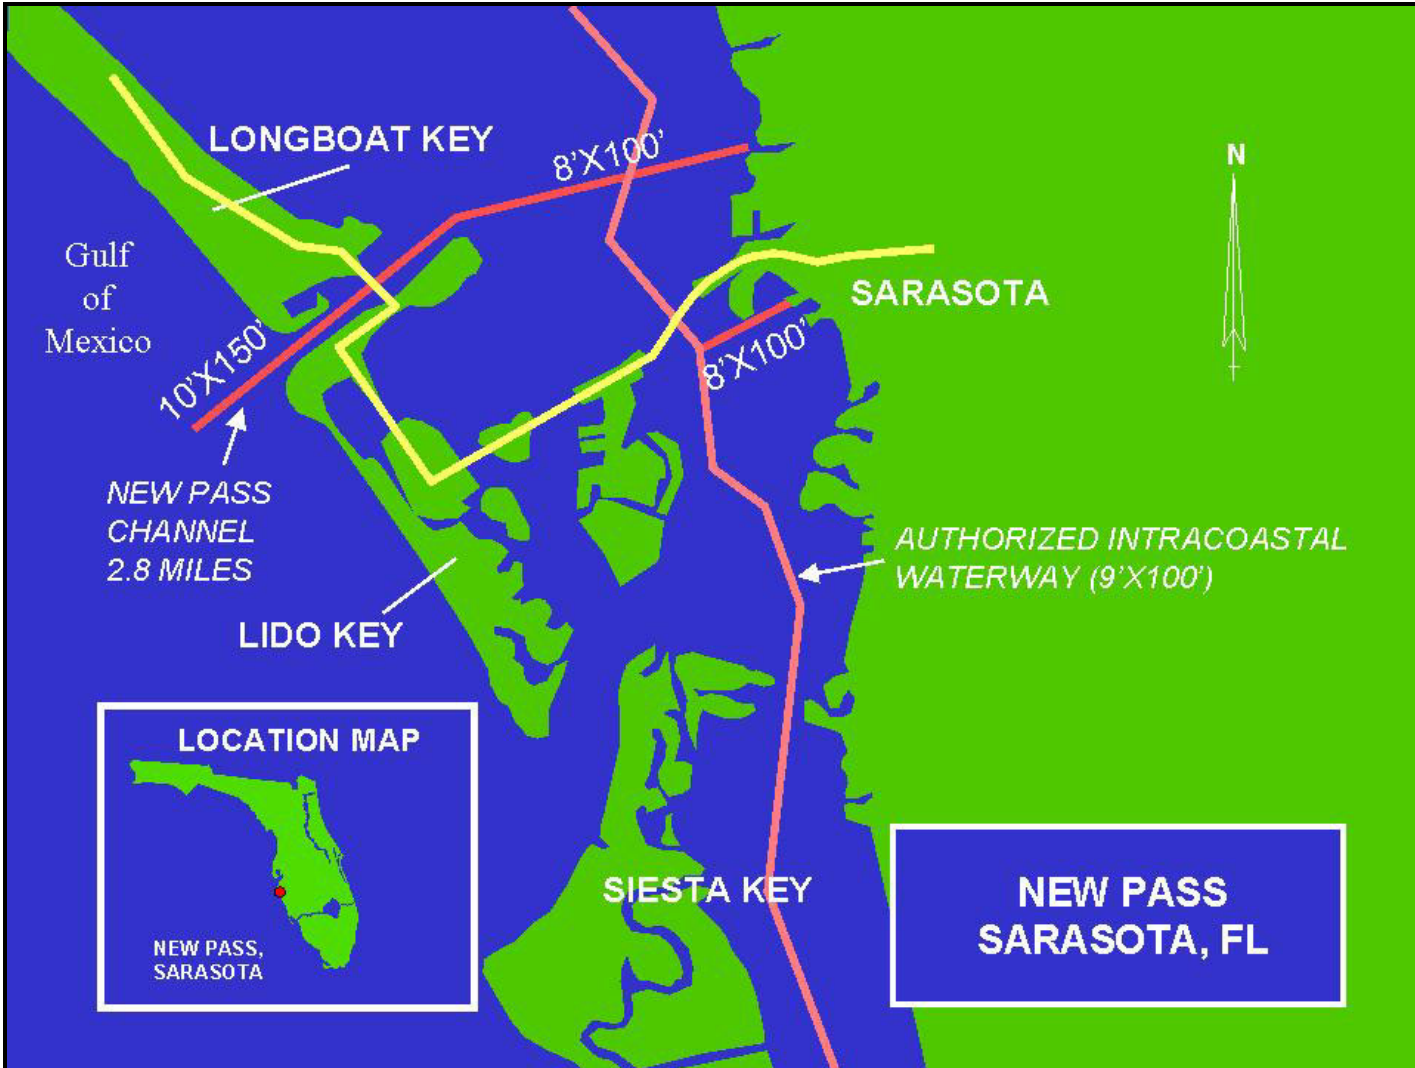 LONGBOAT KEY
8'X100'
N
Gulf
of
Mexico
SARASOTA
10'X150'
8'X100'
NEW PASS
CHANNEL
2.8 MILES
AUTHORIZED INTRACOASTAL
WATERWAY (9'X100')
LIDO KEY
LOCATION MAP
NEW PASS,
SARASOTA
SIESTA KEY
NEW PASS
SARASOTA, FL